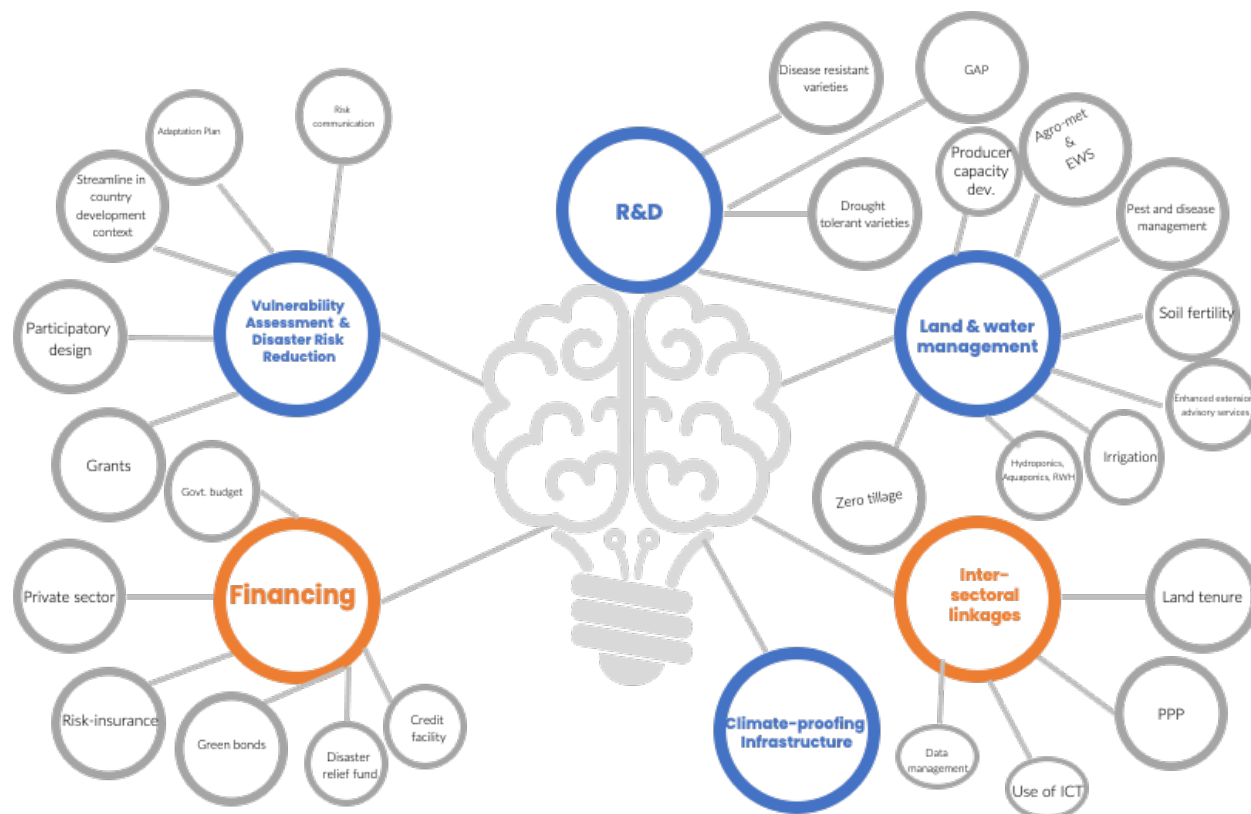 Risk
communication
Adaptation Plan
Streamline in
country
development
context
Participatory
design
Grants
Vulnerability
Assessment &
Disaster Risk
Reduction
Govt. budget
Financing
Private sector
Risk-insurance
Green bonds
Disaster
relief fund
Credit
facility
R&D
Disease resistant
varieties
GAP
Drought
tolerant varieties
Producer
capacity
dev.
Agro-met
&
EWS
Pest and disease
management
Soil fertility
Land & water
management
Enhanced extension
advisory services
Irrigation
Hydroponics,
Aquaponics, RWH
Zero tillage
Inter-
sectoral
linkages
Land tenure
PPP
Use of ICT
Data
management
Climate-proofing
Infrastructure